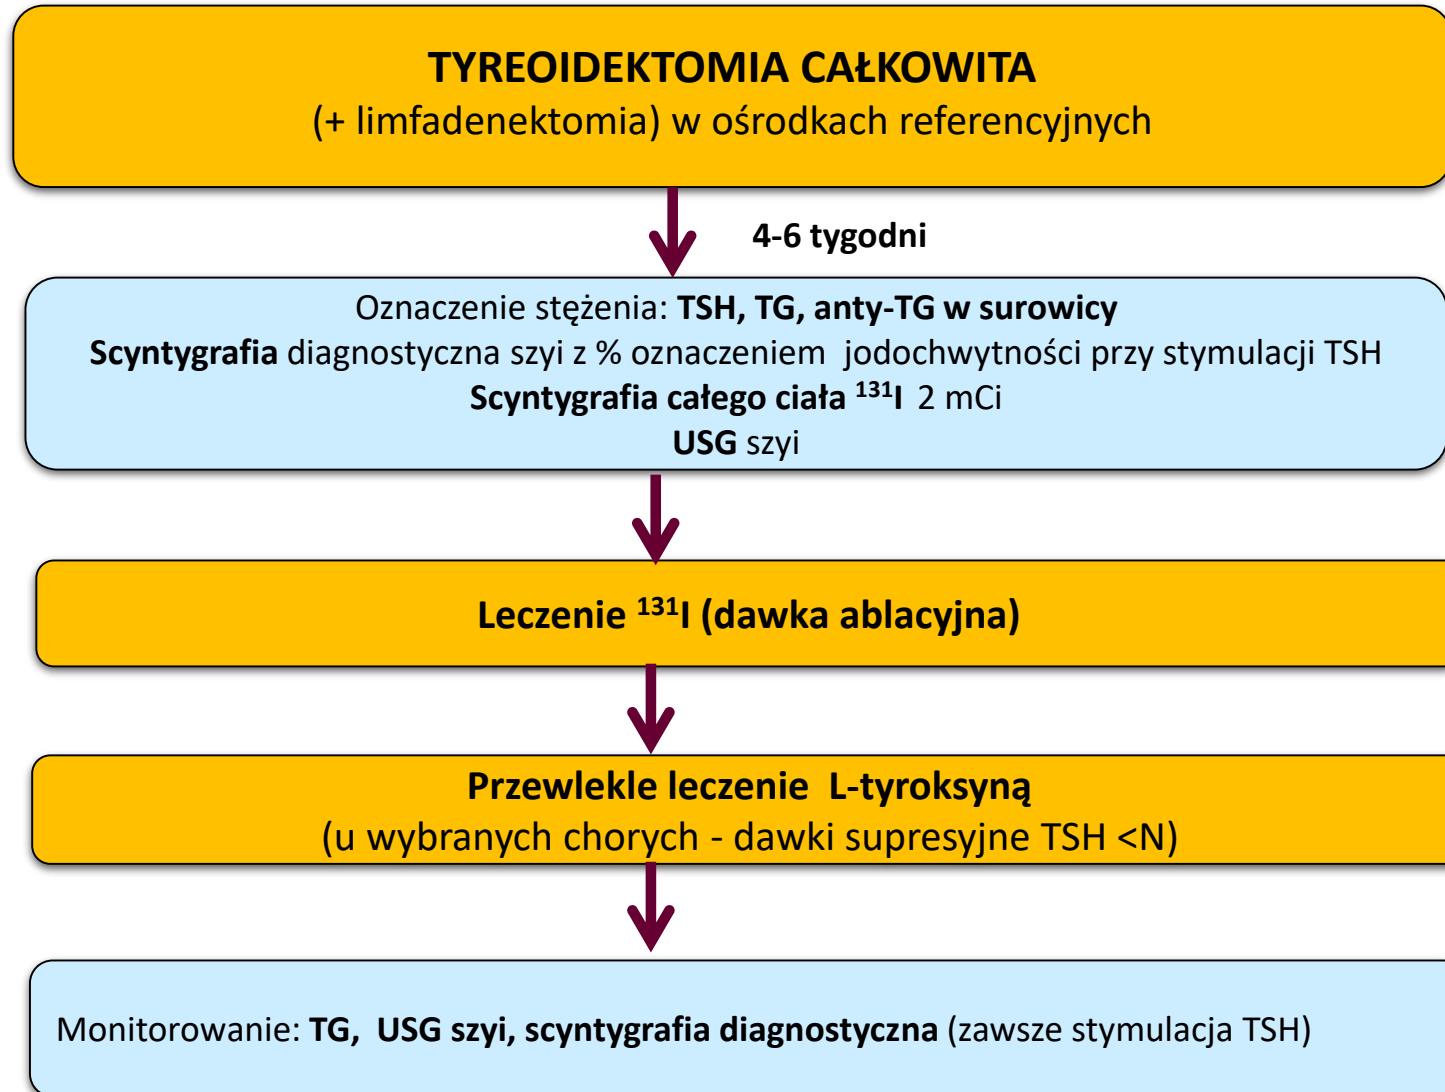 TYREOIDEKTOMIA CAŁKOWITA
(+ limfadenektomia) w ośrodkach referencyjnych
4-6 tygodni
Oznaczenie stężenia: TSH, TG, anty-TG w surowicy
Scyntygrafia diagnostyczna szyi z % oznaczeniem jodochwytności przy stymulacji TSH
Scyntygrafia całego ciała ¹³¹I 2 mCi
USG szyi
Leczenie ¹³¹I (dawka ablacyjna)
Przewlekłe leczenie L-tyroksyną
(u wybranych chorych - dawki supresyjne TSH <N)
Monitorowanie: TG, USG szyi, scyntygrafia diagnostyczna (zawsze stymulacja TSH)